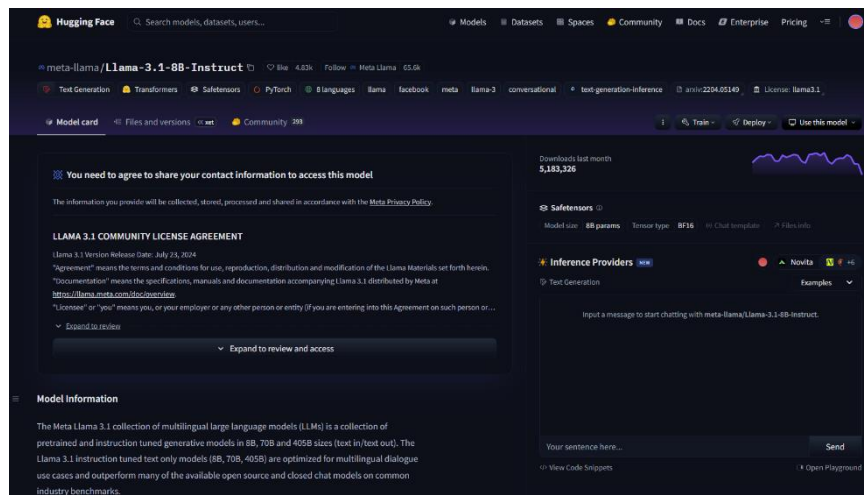 Hugging Face
Search models, datasets, users...
Models
Datasets
Spaces
Community
Docs
Enterprise
Pricing
meta-llama/Llama-3.1-8B-Instruct
like 4.83k
Follow
Meta Llama 65.6k
Text Generation
Transformers
Safetensors
PyTorch
8 languages
llama
facebook
meta
llama-3
conversational
text-generation-inference
arxiv:2204.05149
License: llama3.1
Model card
Files and versions
xet
Community 293
Train
Deploy
Use this model
You need to agree to share your contact information to access this model
The information you provide will be collected, stored, processed and shared in accordance with the Meta Privacy Policy.
LLAMA 3.1 COMMUNITY LICENSE AGREEMENT
Llama 3.1 Version Release Date: July 23, 2024
"Agreement" means the terms and conditions for use, reproduction, distribution and modification of the Llama Materials set forth herein.
"Documentation" means the specifications, manuals and documentation accompanying Llama 3.1 distributed by Meta at
https://llama.meta.com/doc/overview.
"Licensee" or "you" means you, or your employer or any other person or entity (if you are entering into this Agreement on such person or...
Expand to review
Expand to review and access
Model Information
The Meta Llama 3.1 collection of multilingual large language models (LLMs) is a collection of
pretrained and instruction tuned generative models in 8B, 70B and 405B sizes (text in/text out). The
Llama 3.1 instruction tuned text only models (8B, 70B, 405B) are optimized for multilingual dialogue
use cases and outperform many of the available open source and closed chat models on common
industry benchmarks.
Downloads last month
5,183,326
Safetensors
Model size 8B params
Tensor type BF16
Chat template
Files info
Inference Providers NEW
Novita
+6
Text Generation
Examples
Input a message to start chatting with meta-llama/Llama-3.1-8B-Instruct.
Your sentence here...
Send
View Code Snippets
Open Playground